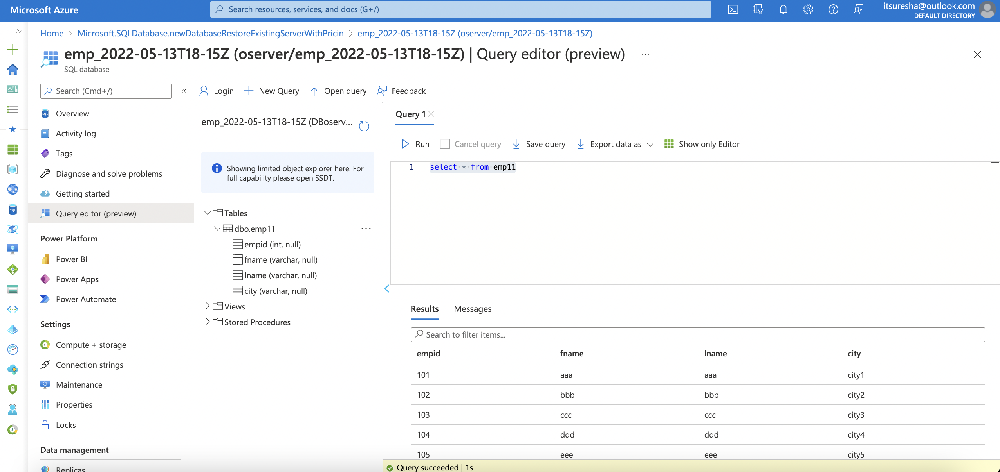 Microsoft Azure
Search resources, services, and docs (G+/)
itsuresha@outlook.com
DEFAULT DIRECTORY
Home > Microsoft.SQLDatabase.newDatabaseRestoreExistingServerWithPricin > emp_2022-05-13T18-15Z (oserver/emp_2022-05-13T18-15Z)
emp_2022-05-13T18-15Z (oserver/emp_2022-05-13T18-15Z) | Query editor (preview) ...
SQL database
Search (Cmd+/)
Overview
Activity log
Tags
Diagnose and solve problems
Getting started
Query editor (preview)
Power Platform
Power BI
Power Apps
Power Automate
Settings
Compute + storage
Connection strings
Maintenance
Properties
Locks
Data management
Replicas
Login New Query Open query Feedback
emp_2022-05-13T18-15Z (DBoserv...
Showing limited object explorer here. For
full capability please open SSDT.
Tables
dbo.emp11 ...
empid (int, null)
fname (varchar, null)
lname (varchar, null)
city (varchar, null)
Views
Stored Procedures
Query 1
Run Cancel query Save query Export data as Show only Editor
1 select * from emp11
Results Messages
Search to filter items...
empid fname lname city
101 aaa aaa city1
102 bbb bbb city2
103 ccc ccc city3
104 ddd ddd city4
105 eee eee city5
Query succeeded | 1s